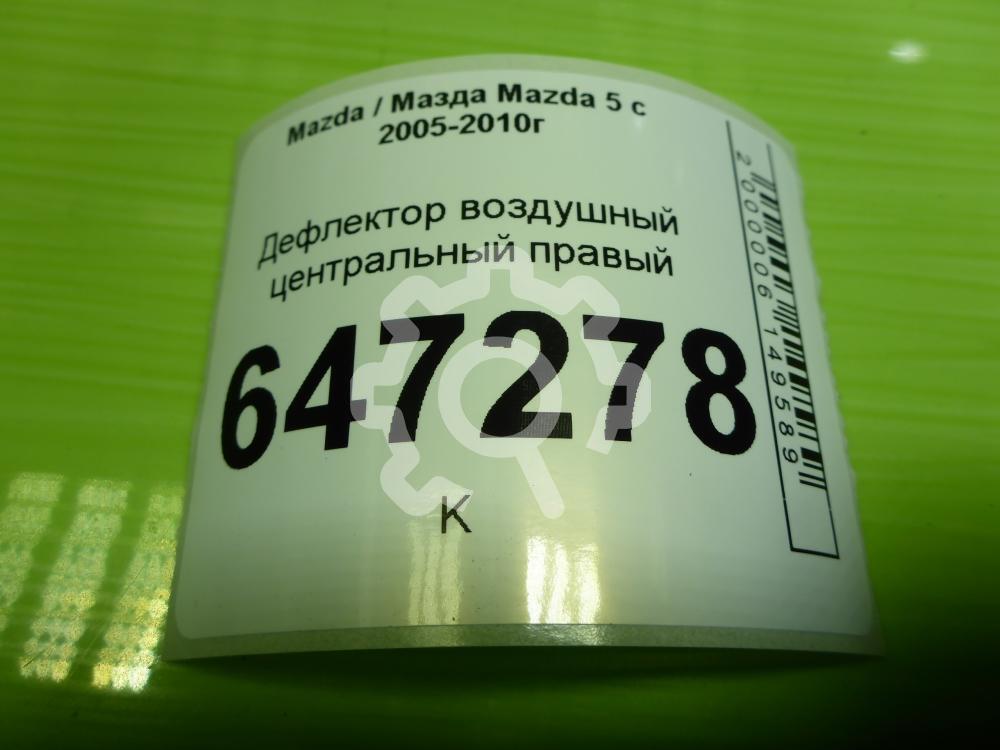 Mazda / Мазда Mazda 5 с
2005-2010г
Дефлектор воздушный
центральный правый
647278
К
2000006149589